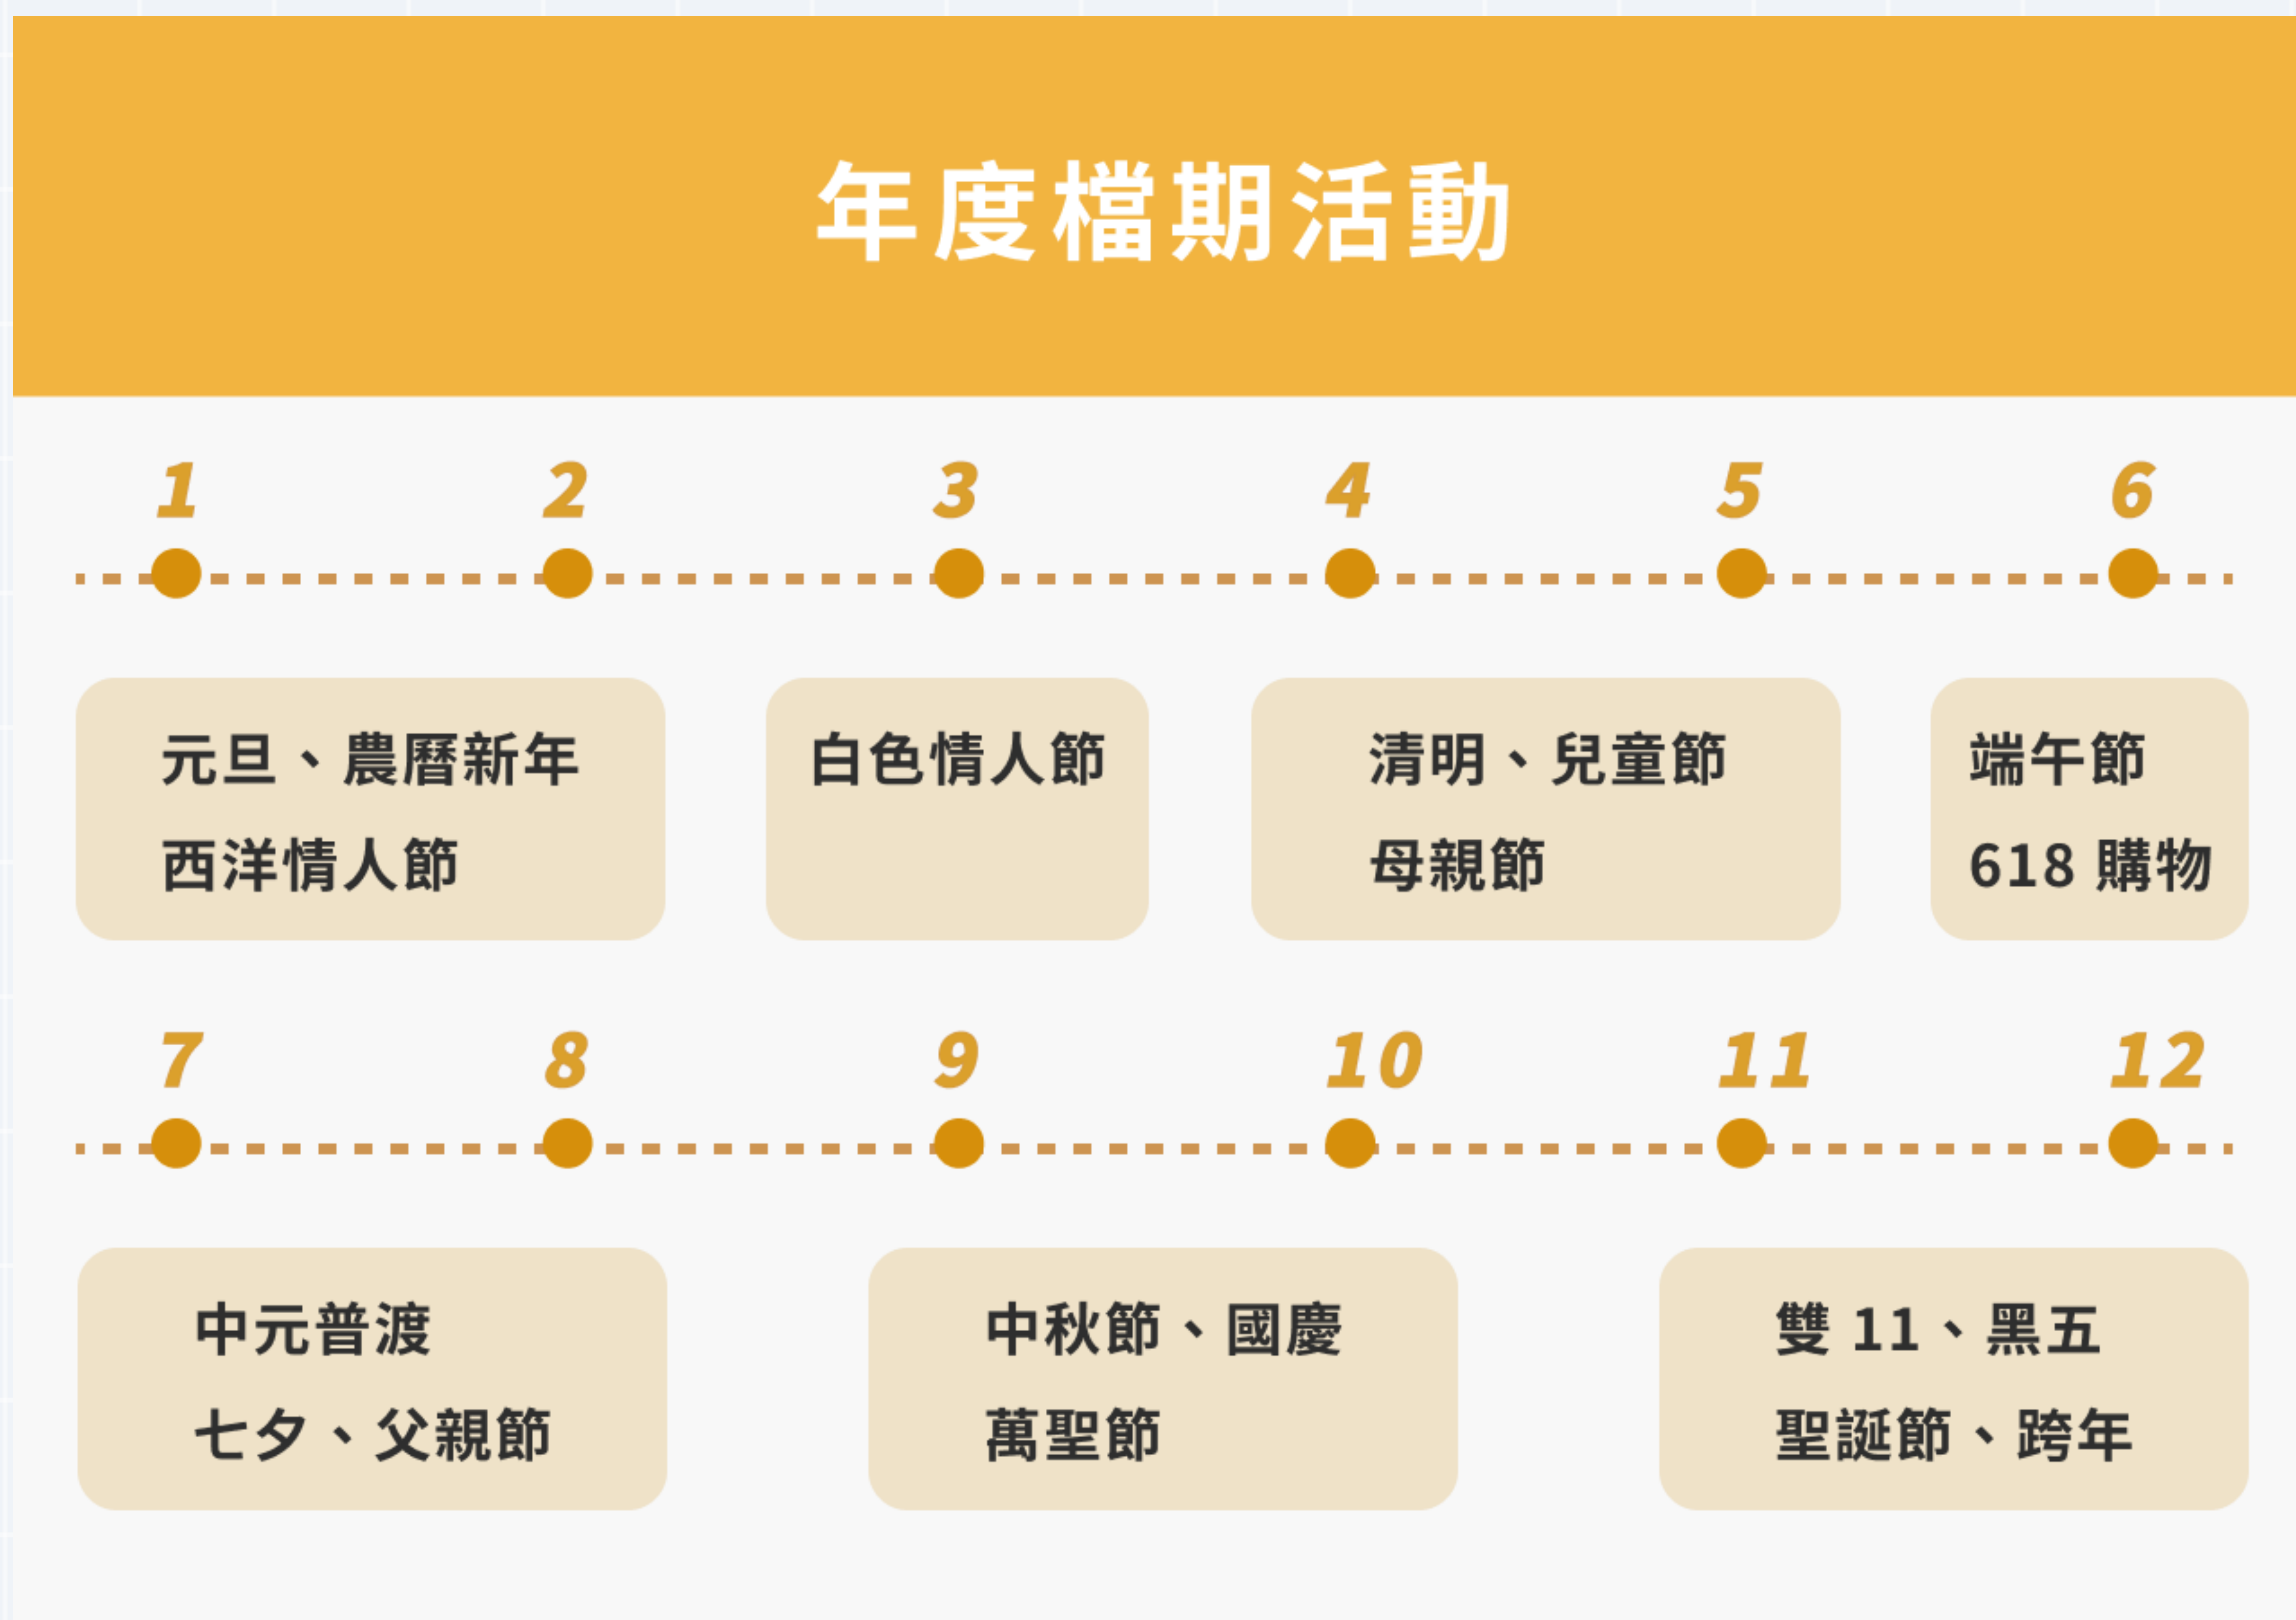 年度檔期活動
1 2 3 4 5 6
元旦、農曆新年
西洋情人節
白色情人節
清明、兒童節
母親節
端午節
618 購物
7 8 9 10 11 12
中元普渡
七夕、父親節
中秋節、國慶
萬聖節
雙 11、黑五
聖誕節、跨年